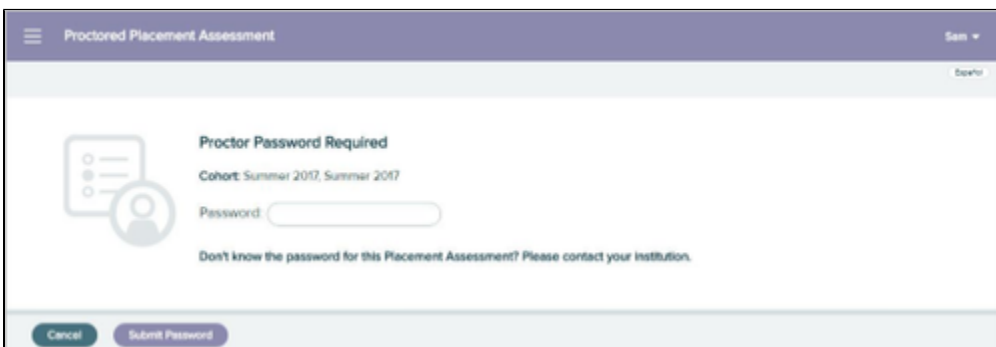 Proctored Placement Assessment
Sam
Español
Proctor Password Required
Cohort: Summer 2017, Summer 2017
Password:
Don't know the password for this Placement Assessment? Please contact your institution.
Cancel
Submit Password